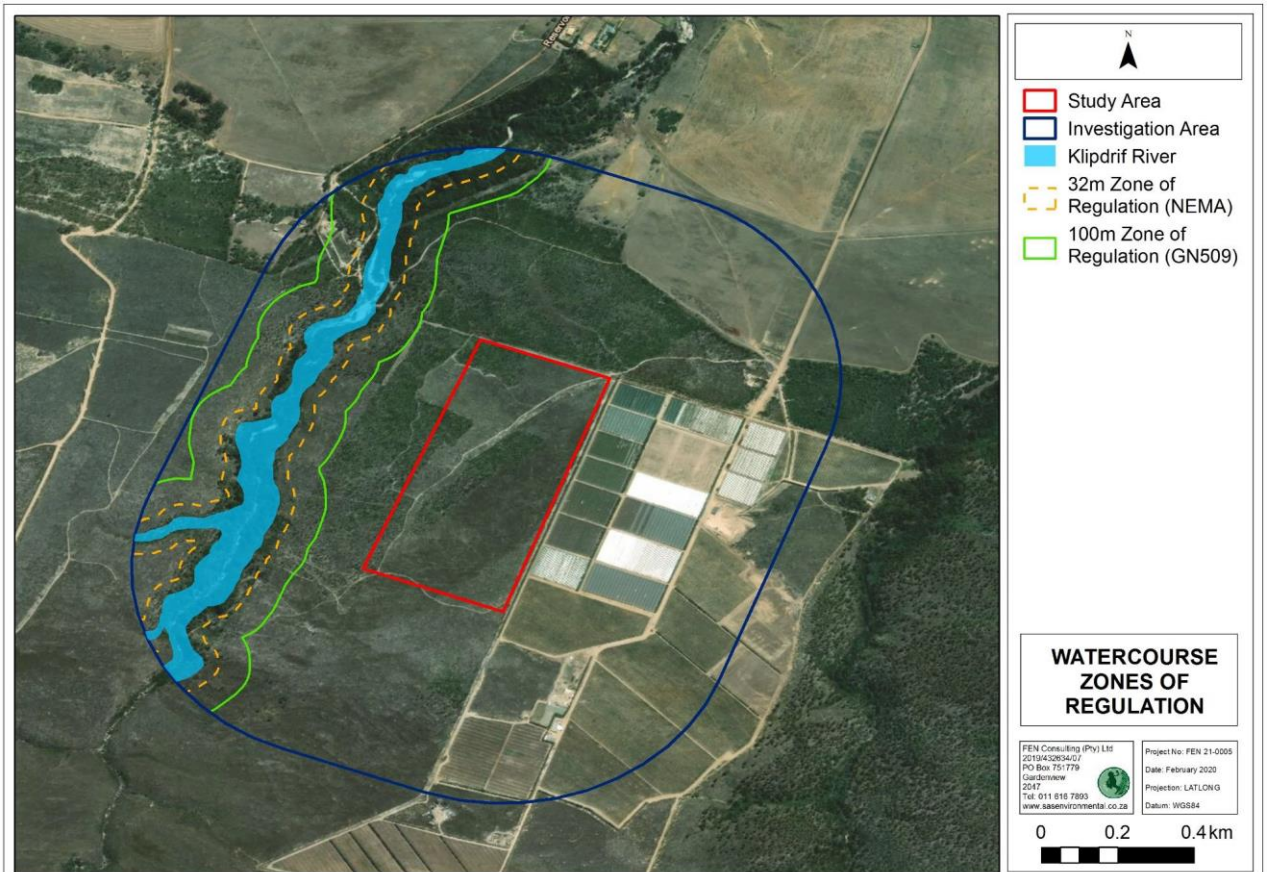 Reservoi
N
Study Area
Investigation Area
Klipdrif River
32m Zone of
Regulation (NEMA)
100m Zone of
Regulation (GN509)
WATERCOURSE
ZONES OF
REGULATION
FEN Consulting (Pty) Ltd
2019/432634/07
PO Box 751779
Gardenview
2047
Tel: 011 616 7893
www.sasenvironmental.co.za
Project No: FEN 21-0005
Date: February 2020
Projection: LATLONG
Datum: WGS84
0 0.2 0.4 km